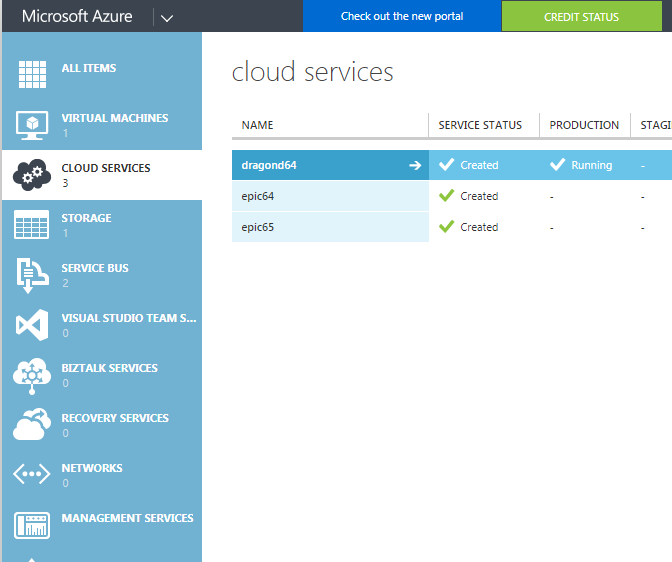 Microsoft Azure
Check out the new portal
CREDIT STATUS
ALL ITEMS
VIRTUAL MACHINES
1
CLOUD SERVICES
3
STORAGE
1
SERVICE BUS
2
VISUAL STUDIO TEAM S...
0
BIZTALK SERVICES
0
RECOVERY SERVICES
0
NETWORKS
0
MANAGEMENT SERVICES
cloud services
NAME SERVICE STATUS PRODUCTION STAGI
dragond64 Created Running -
epic64 Created - -
epic65 Created - -